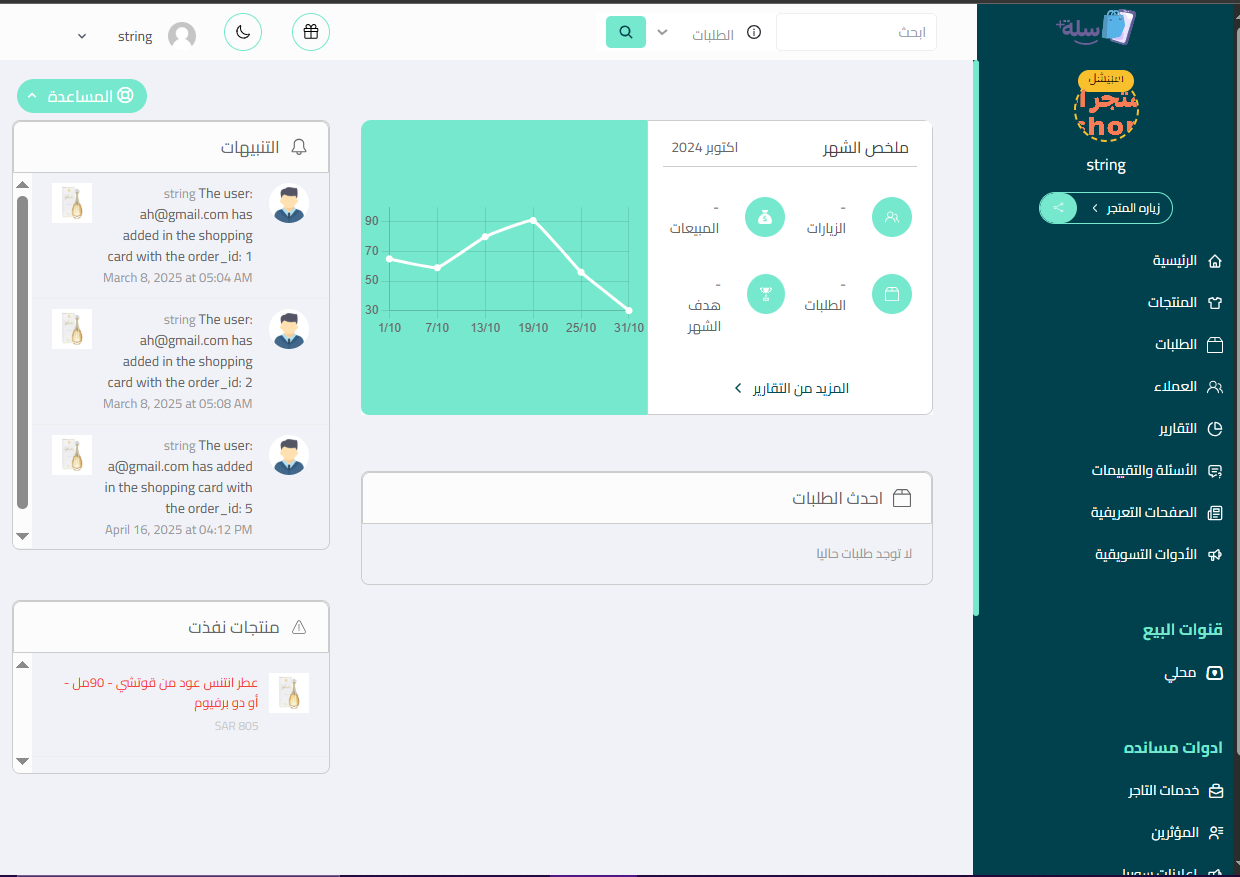 سلة+
اسبيشل
متجرا
shop
string
زياره المتجر
الرئيسية
المنتجات
الطلبات
العملاء
التقارير
الأسئلة والتقييمات
الصفحات التعريفية
الأدوات التسويقية
قنوات البيع
محلي
ادوات مسانده
خدمات التاجر
المؤثرين
ابحث
الطلبات
string
المساعدة
ملخص الشهر
اكتوبر 2024
-
الزيارات
-
المبيعات
-
الطلبات
-
هدف
الشهر
المزيد من التقارير
90
70
50
30
1/10 7/10 13/10 19/10 25/10 31/10
احدث الطلبات
لا توجد طلبات حاليا
التنبيهات
string The user:
ah@gmail.com has
added in the shopping
card with the order_id: 1
March 8, 2025 at 05:04 AM
string The user:
ah@gmail.com has
added in the shopping
card with the order_id: 2
March 8, 2025 at 05:08 AM
string The user:
a@gmail.com has added
in the shopping card with
the order_id: 5
April 16, 2025 at 04:12 PM
منتجات نفذت
عطر انتنس عود من قوتشي - 90مل -
أو دو برفيوم
SAR 805